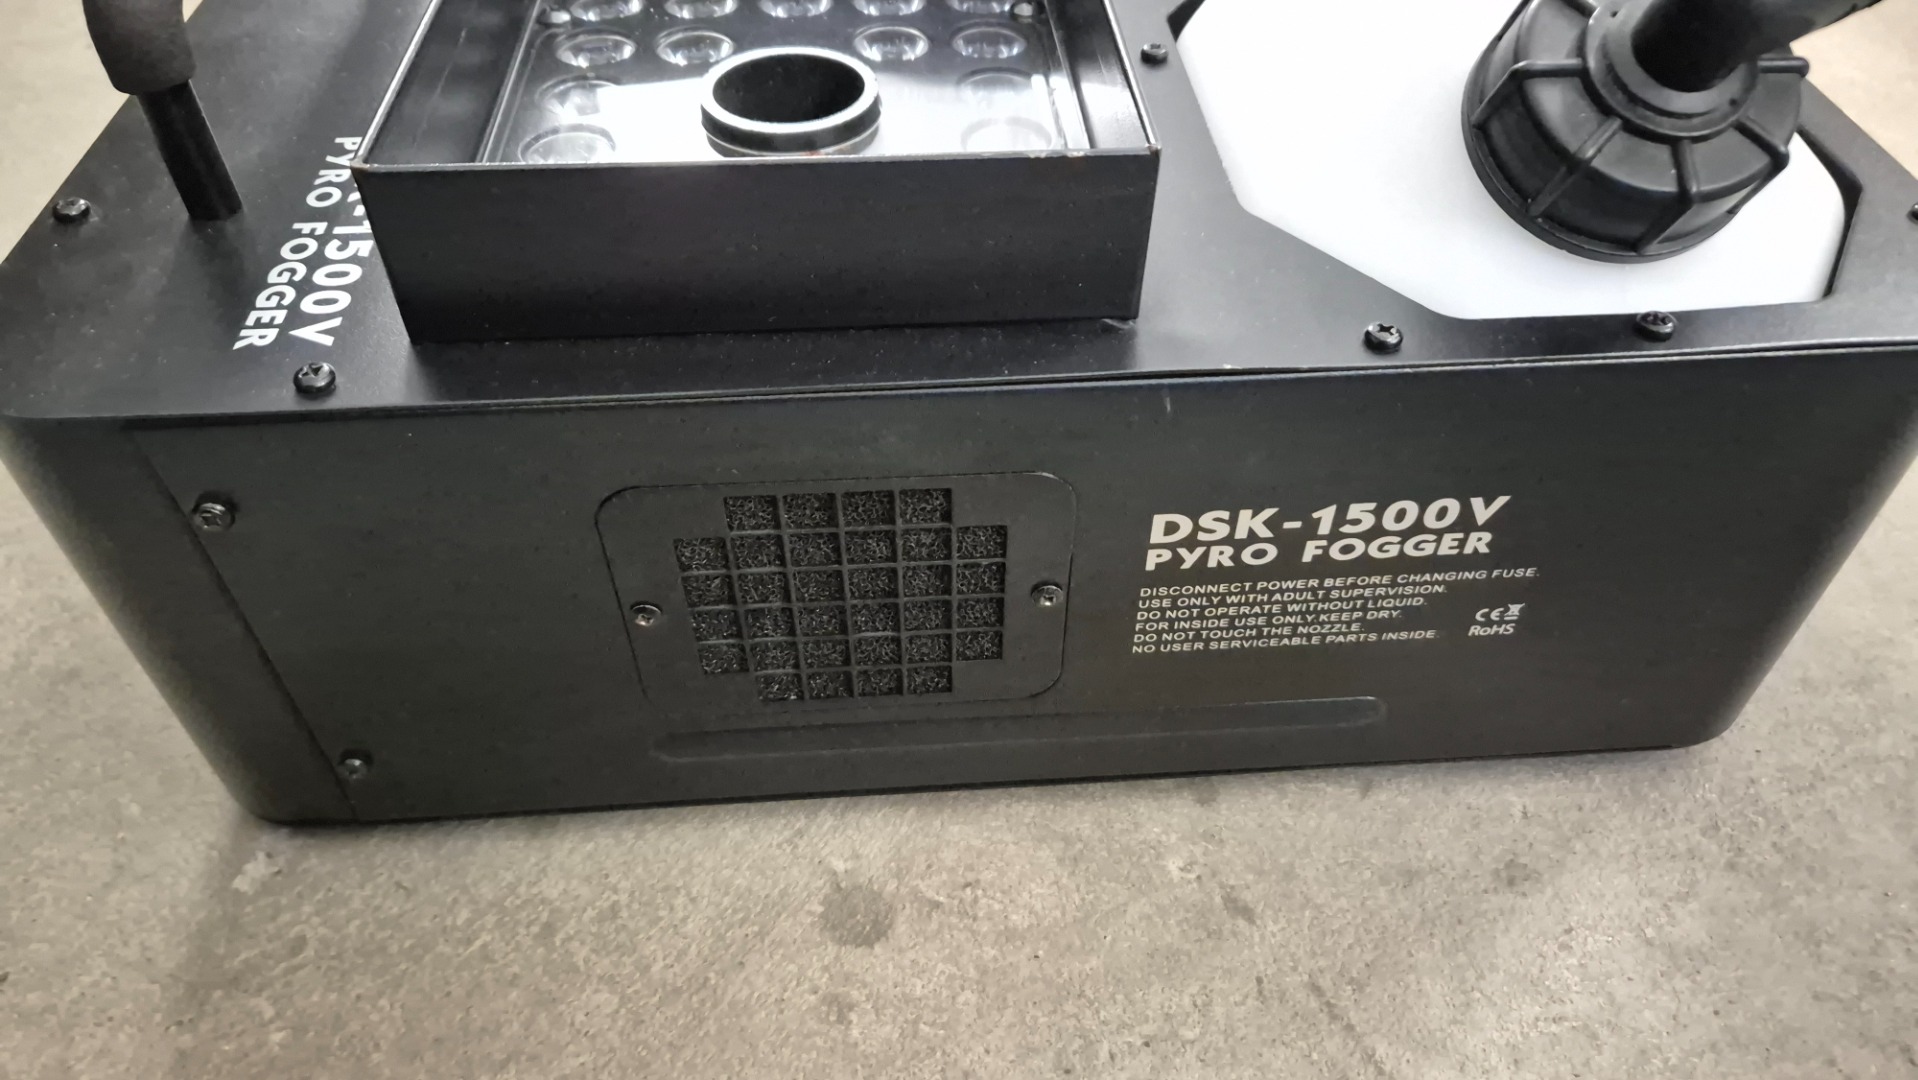 1500V
PYRO FOGGER
DSK-1500V
PYRO FOGGER
DISCONNECT POWER BEFORE CHANGING FUSE.
USE ONLY WITH ADULT SUPERVISION.
DO NOT OPERATE WITHOUT LIQUID.
FOR INSIDE USE ONLY.KEEP DRY.
DO NOT TOUCH THE NOZZLE.
NO USER SERVICEABLE PARTS INSIDE.
CE
RoHS